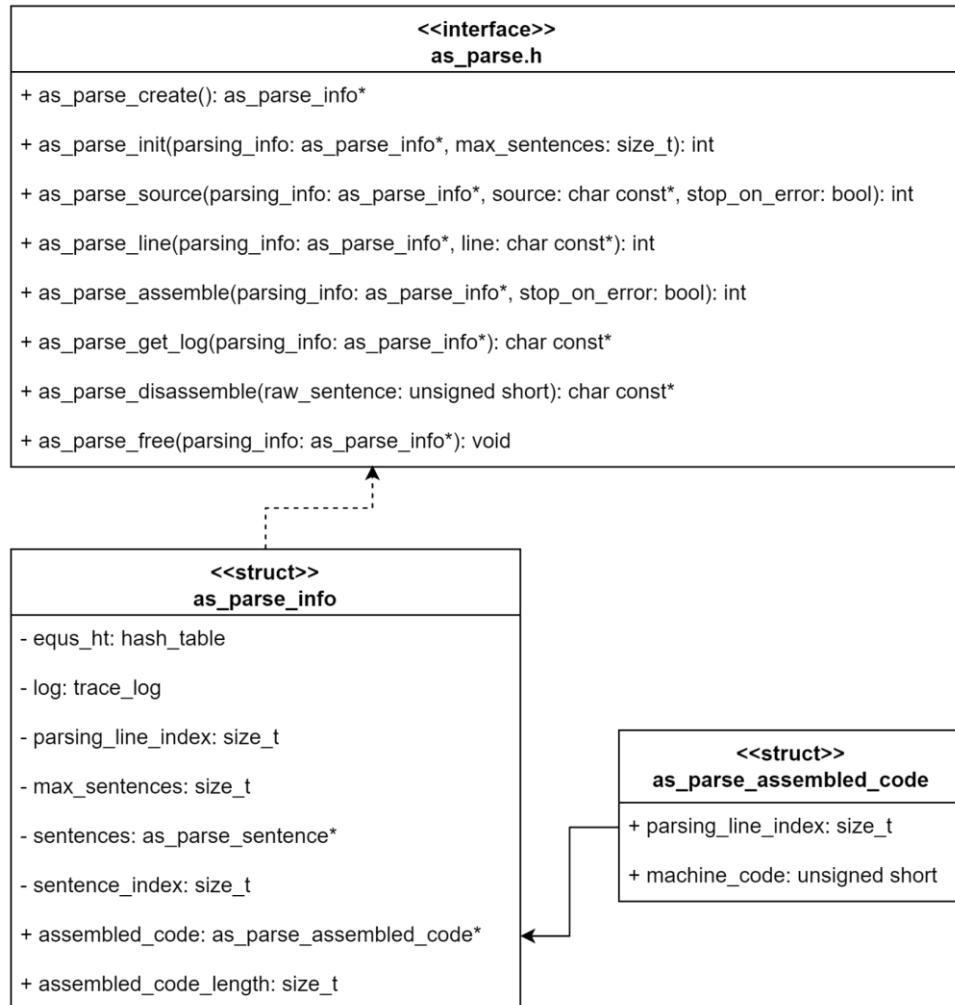 <<interface>>
as_parse.h
+ as_parse_create(): as_parse_info*
+ as_parse_init(parsing_info: as_parse_info*, max_sentences: size_t): int
+ as_parse_source(parsing_info: as_parse_info*, source: char const*, stop_on_error: bool): int
+ as_parse_line(parsing_info: as_parse_info*, line: char const*): int
+ as_parse_assemble(parsing_info: as_parse_info*, stop_on_error: bool): int
+ as_parse_get_log(parsing_info: as_parse_info*): char const*
+ as_parse_disassemble(raw_sentence: unsigned short): char const*
+ as_parse_free(parsing_info: as_parse_info*): void
<<struct>>
as_parse_info
- equs_ht: hash_table
- log: trace_log
- parsing_line_index: size_t
- max_sentences: size_t
- sentences: as_parse_sentence*
- sentence_index: size_t
+ assembled_code: as_parse_assembled_code*
+ assembled_code_length: size_t
<<struct>>
as_parse_assembled_code
+ parsing_line_index: size_t
+ machine_code: unsigned short